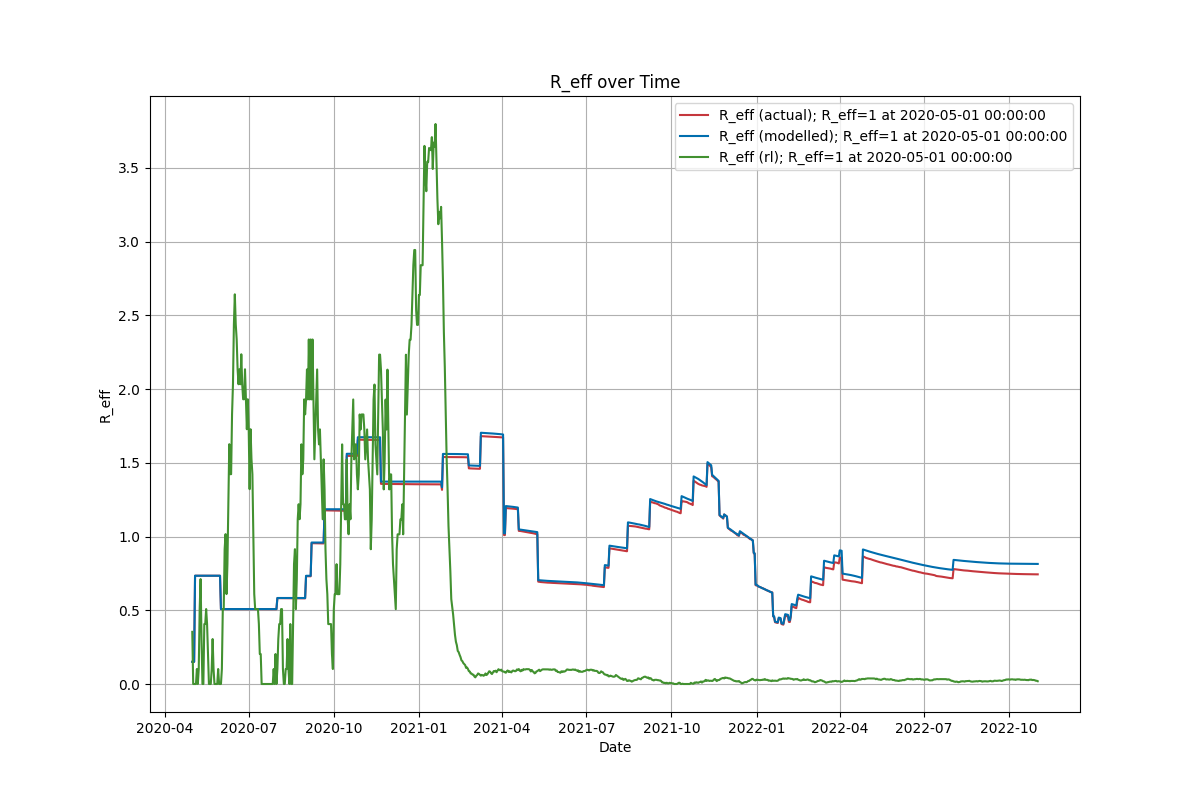 R_eff over Time
R_eff (actual); R_eff=1 at 2020-05-01 00:00:00
R_eff (modelled); R_eff=1 at 2020-05-01 00:00:00
R_eff (rl); R_eff=1 at 2020-05-01 00:00:00
3.5
3.0
2.5
2.0
1.5
1.0
0.5
0.0
R_eff
2020-04 2020-07 2020-10 2021-01 2021-04 2021-07 2021-10 2022-01 2022-04 2022-07 2022-10
Date